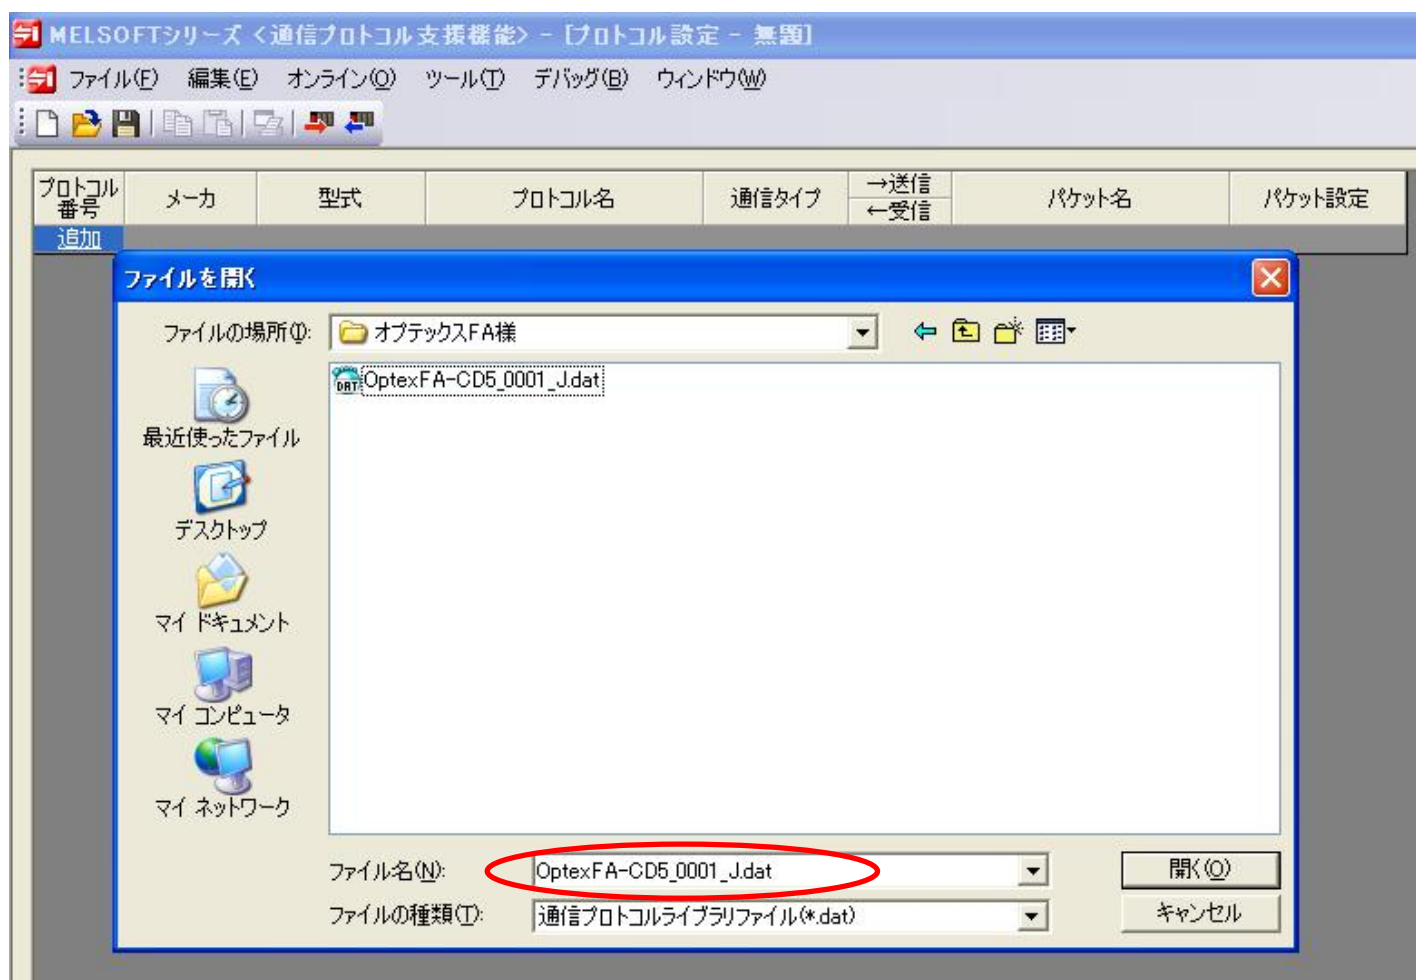 MELSOFTシリーズ <通信プロトコル支援機能> - [プロトコル設定 - 無題]
ファイル(F) 編集(E) オンライン(O) ツール(T) デバッグ(B) ウィンドウ(W)
プロトコル番号 メーカ 型式 プロトコル名 通信タイプ →送信 ←受信 パケット名 パケット設定
追加
ファイルを開く
ファイルの場所(I): オプテックスFA様
DAT OptexFA-CD5_0001_J.dat
最近使ったファイル
デスクトップ
マイ ドキュメント
マイ コンピュータ
マイ ネットワーク
ファイル名(N): OptexFA-CD5_0001_J.dat 開く(O)
ファイルの種類(T): 通信プロトコルライブラリファイル(*.dat) キャンセル